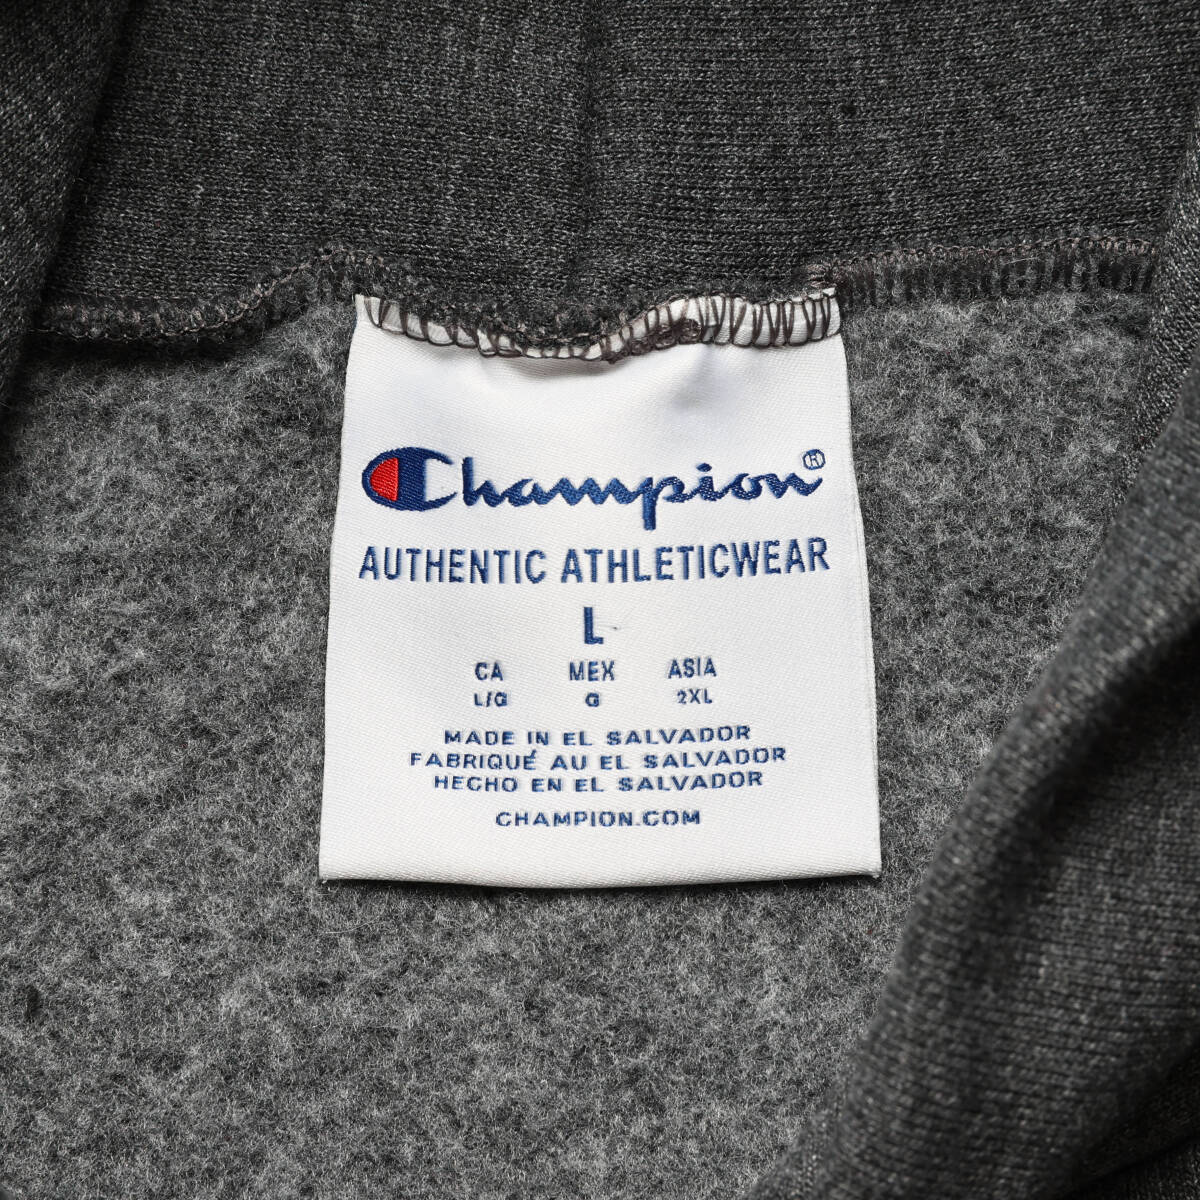 Champion®
AUTHENTIC ATHLETICWEAR
L
CA MEX ASIA
L/G G 2XL
MADE IN EL SALVADOR
FABRIQUÉ AU EL SALVADOR
HECHO EN EL SALVADOR
CHAMPION.COM